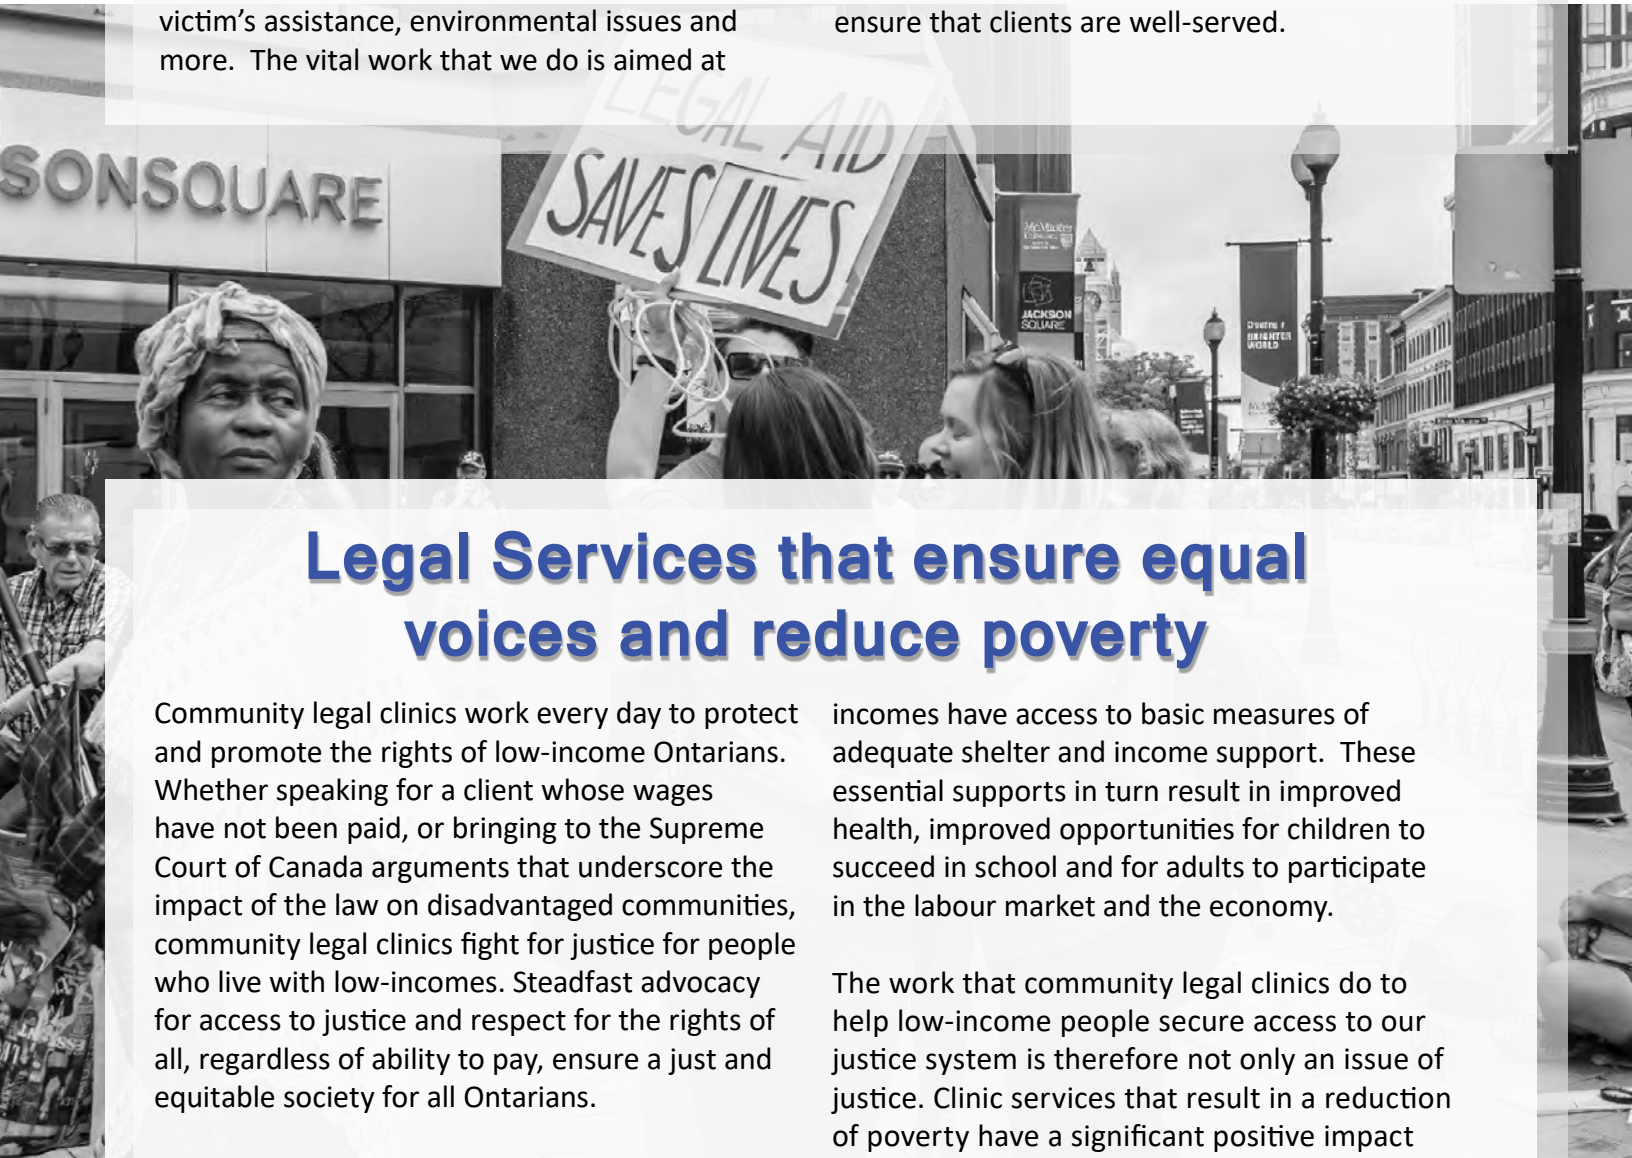 victim's assistance, environmental issues and
more.  The vital work that we do is aimed at
ensure that clients are well-served.
LEGAL AID
SAVES LIVES
SONSQUARE
JACKSON
SQUARE
BRIGHTER
WORLD
Legal Services that ensure equal
voices and reduce poverty
Community legal clinics work every day to protect
and promote the rights of low-income Ontarians.
Whether speaking for a client whose wages
have not been paid, or bringing to the Supreme
Court of Canada arguments that underscore the
impact of the law on disadvantaged communities,
community legal clinics fight for justice for people
who live with low-incomes. Steadfast advocacy
for access to justice and respect for the rights of
all, regardless of ability to pay, ensure a just and
equitable society for all Ontarians.
incomes have access to basic measures of
adequate shelter and income support.  These
essential supports in turn result in improved
health, improved opportunities for children to
succeed in school and for adults to participate
in the labour market and the economy.
The work that community legal clinics do to
help low-income people secure access to our
justice system is therefore not only an issue of
justice. Clinic services that result in a reduction
of poverty have a significant positive impact